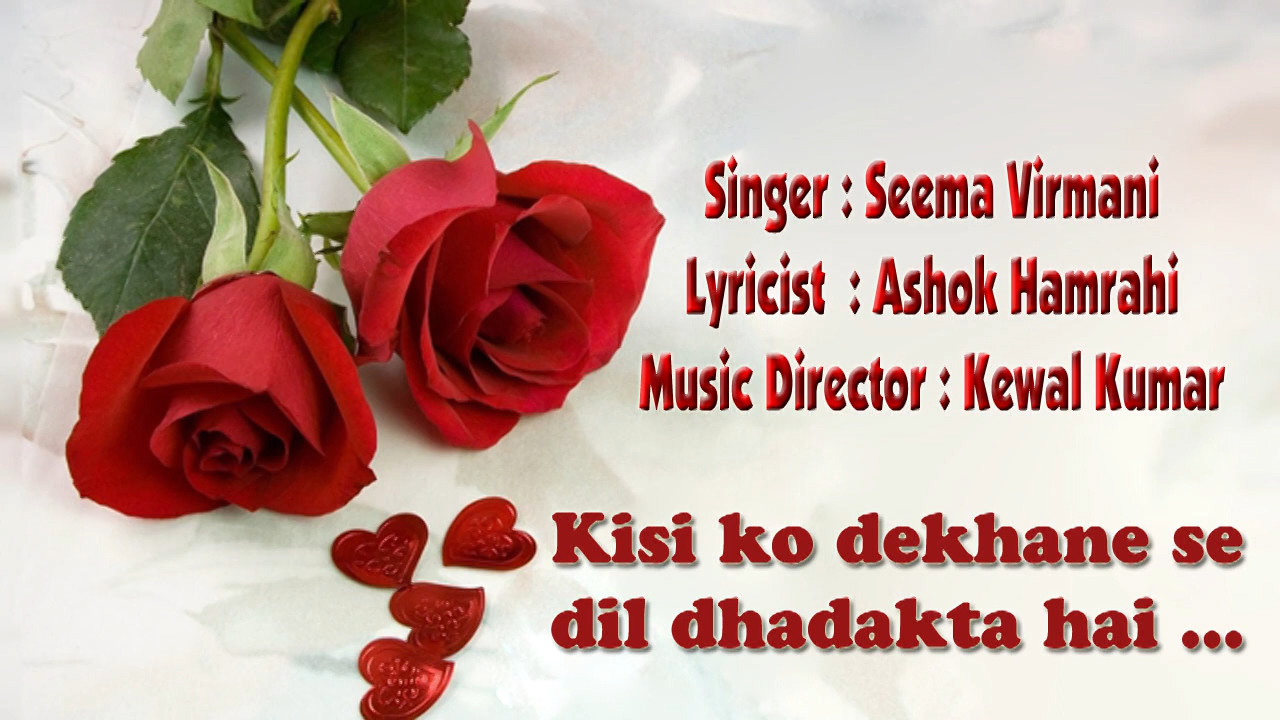 Singer : Seema Virmani
Lyricist : Ashok Hamrahi
Music Director : Kewal Kumar
Kisi ko dekhane se
dil dhadakta hai ...